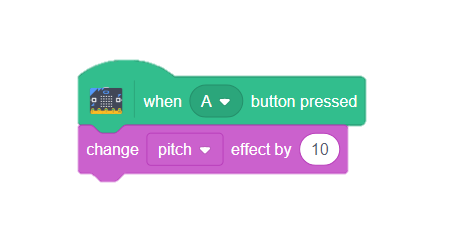 when A button pressed
change pitch effect by 10